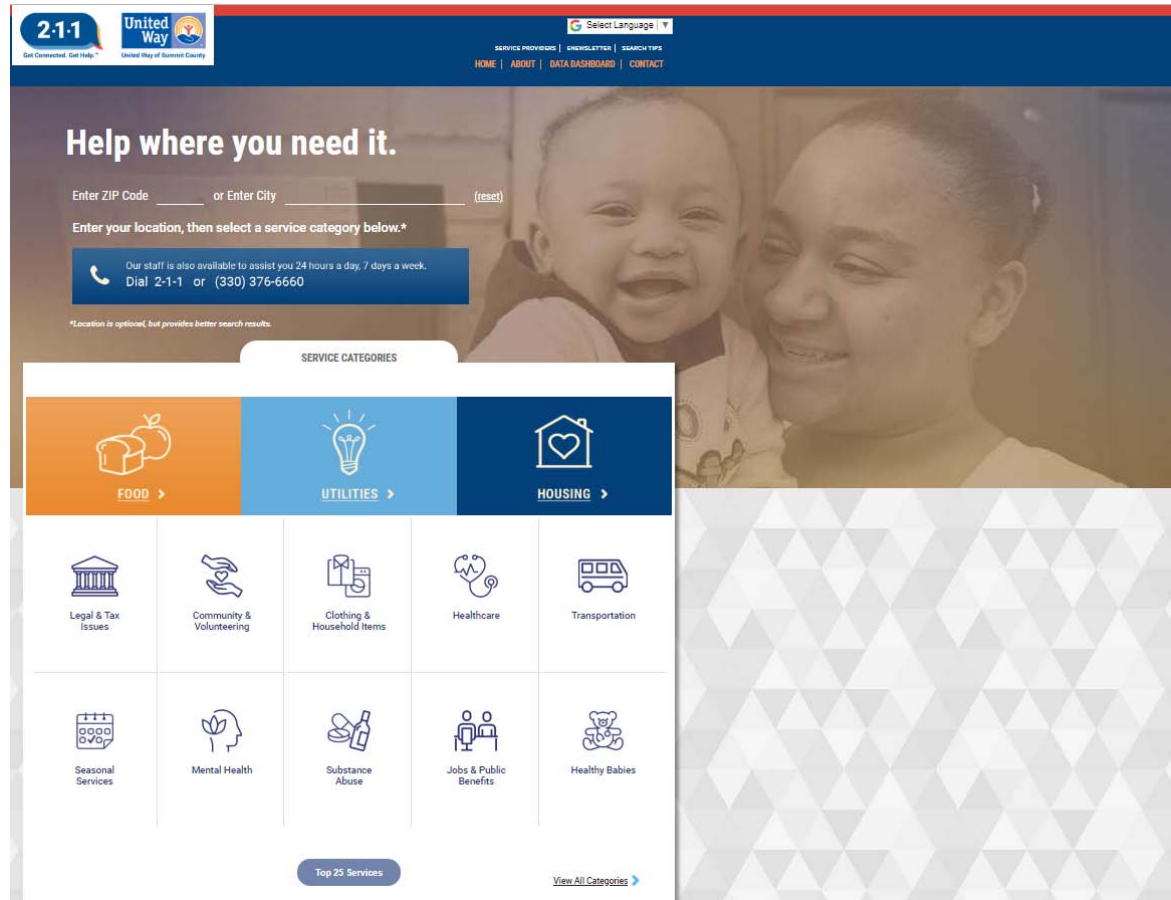 2·1·1
Get Connected. Get Help.™
United
Way
United Way of Summit County
Select Language ▼
SERVICE PROVIDERS | ENEWSLETTER | SEARCH TIPS
HOME | ABOUT | DATA DASHBOARD | CONTACT
Help where you need it.
Enter ZIP Code or Enter City (reset)
Enter your location, then select a service category below.*
Our staff is also available to assist you 24 hours a day, 7 days a week.
Dial 2-1-1 or (330) 376-6660
*Location is optional, but provides better search results.
SERVICE CATEGORIES
FOOD >
UTILITIES >
HOUSING >
Legal & Tax
Issues
Community &
Volunteering
Clothing &
Household Items
Healthcare
Transportation
Seasonal
Services
Mental Health
Substance
Abuse
Jobs & Public
Benefits
Healthy Babies
Top 25 Services
View All Categories >